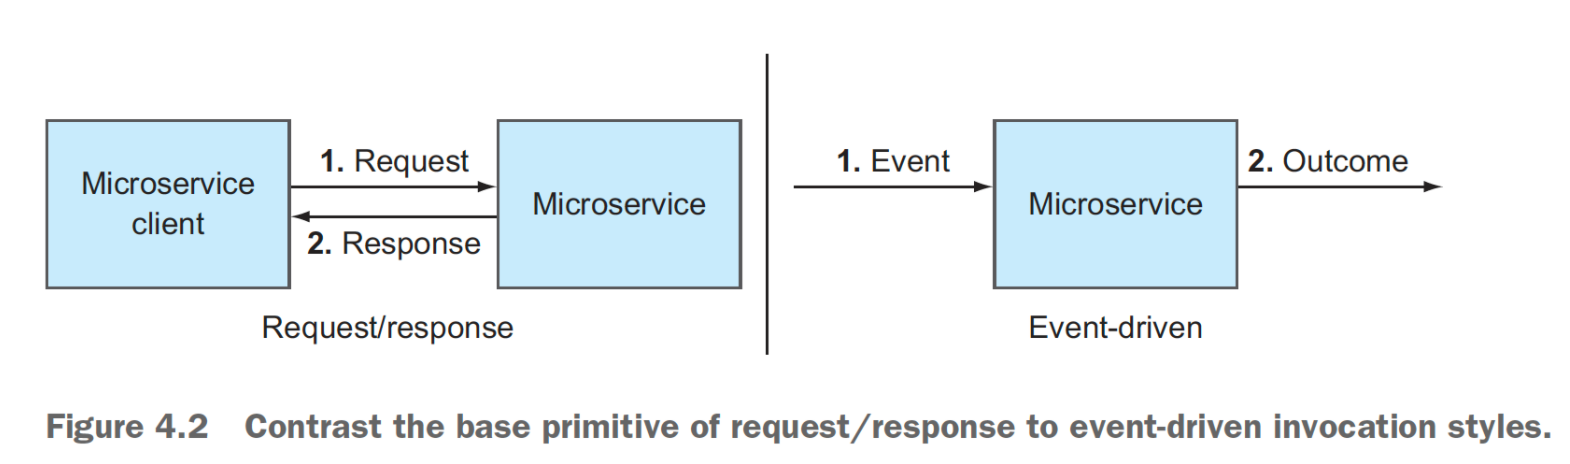 Microservice
client
1. Request
2. Response
Microservice
Request/response
1. Event
Microservice
2. Outcome
Event-driven
Figure 4.2 Contrast the base primitive of request/response to event-driven invocation styles.